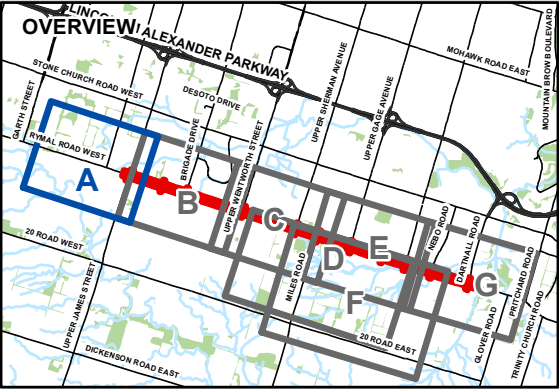 OVERVIEW
LINCOLN ALEXANDER PARKWAY
MOHAWK ROAD EAST
MOUNTAIN BROW BOULEVARD
STONE CHURCH ROAD WEST
DESOTO DRIVE
UPPER SHERMAN AVENUE
UPPER GAGE AVENUE
GARTH STREET
RYMAL ROAD WEST
BRIGADE DRIVE
UPPER WENTWORTH STREET
A
B
C
D
E
F
G
NEBO ROAD
DARTNALL ROAD
PRITCHARD ROAD
20 ROAD WEST
MILES ROAD
UPPER JAMES STREET
20 ROAD EAST
GLOVER ROAD
TRINITY CHURCH ROAD
DICKENSON ROAD EAST